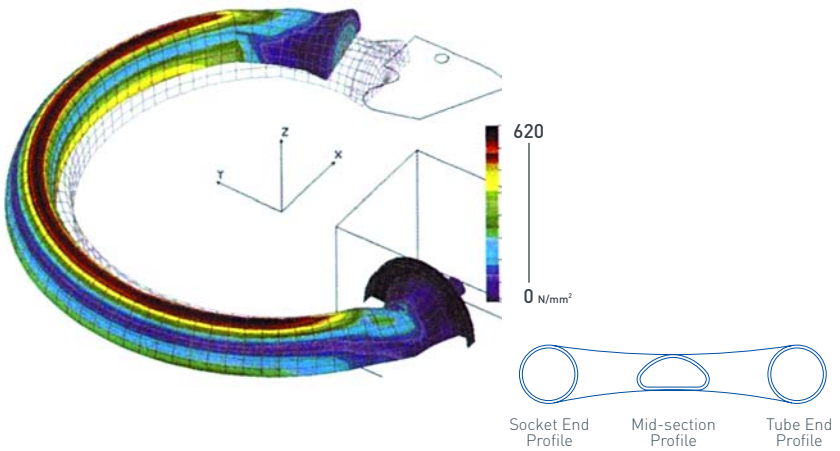 Z
X
Y
620
0 N/mm²
Socket End
Profile
Mid-section
Profile
Tube End
Profile